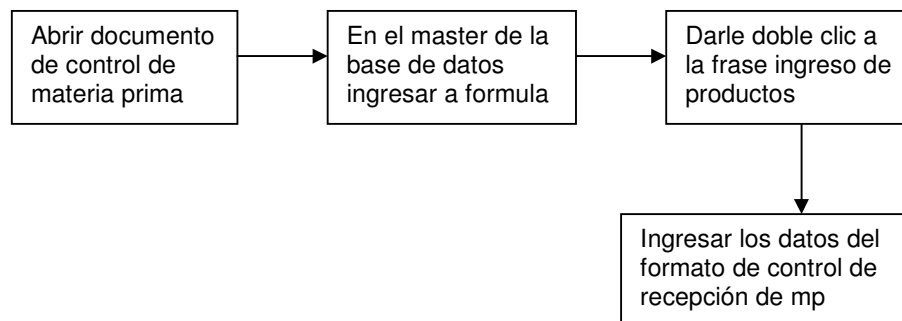 Abrir documento
de control de
materia prima
En el master de la
base de datos
ingresar a formula
Darle doble clic a
la frase ingreso de
productos
Ingresar los datos del
formato de control de
recepción de mp